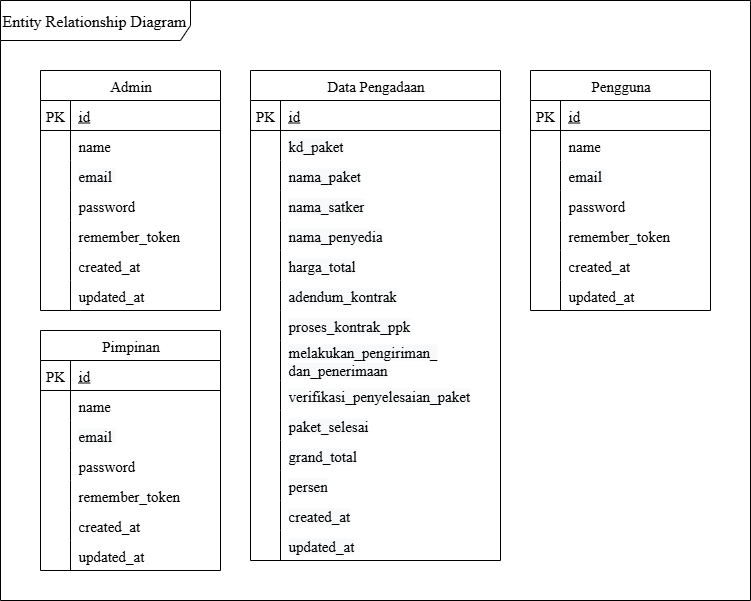 Entity Relationship Diagram
Admin
PK id
name
email
password
remember_token
created_at
updated_at
Pimpinan
PK id
name
email
password
remember_token
created_at
updated_at
Data Pengadaan
PK id
kd_paket
nama_paket
nama_satker
nama_penyedia
harga_total
adendum_kontrak
proses_kontrak_ppk
melakukan_pengiriman_
dan_penerimaan
verifikasi_penyelesaian_paket
paket_selesai
grand_total
persen
created_at
updated_at
Pengguna
PK id
name
email
password
remember_token
created_at
updated_at